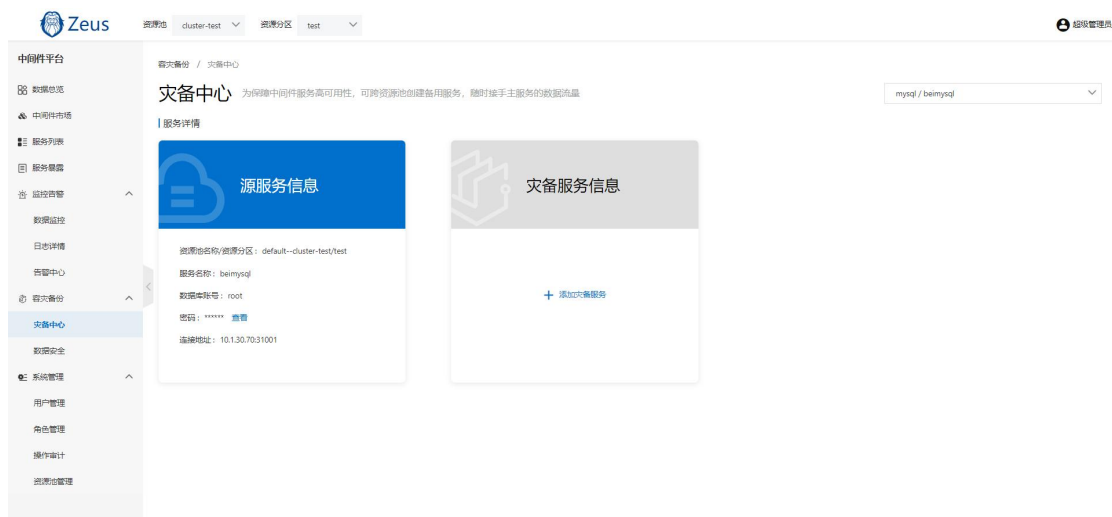 Zeus
资源池 cluster-test 资源分区 test
超级管理员
中间件平台
数据总览
中间件市场
服务列表
服务暴露
监控告警
数据监控
日志详情
告警中心
容灾备份
灾备中心
数据安全
系统管理
用户管理
角色管理
操作审计
资源池管理
容灾备份 / 灾备中心
灾备中心 为保障中间件服务高可用性，可跨资源池创建备用服务，随时接手主服务的数据流量
mysql / beimysql
服务详情
源服务信息
资源池名称/资源分区：default--cluster-test/test
服务名称：beimysql
数据库账号：root
密码：****** 查看
连接地址：10.1.30.70:31001
灾备服务信息
+ 添加灾备服务